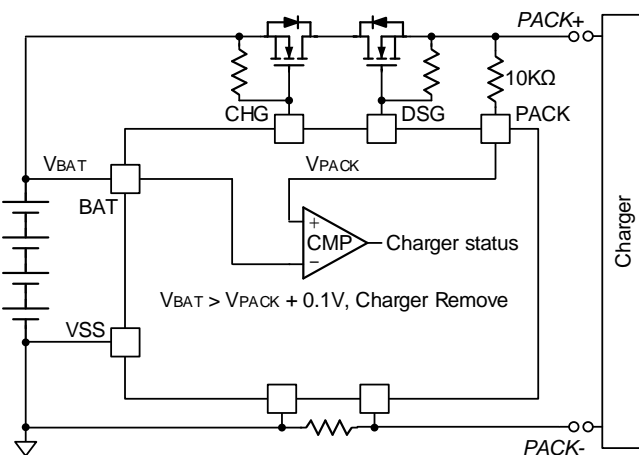 PACK+
10KΩ
CHG
DSG
PACK
VBAT
VPACK
BAT
+
CMP
−
Charger status
VBAT > VPACK + 0.1V, Charger Remove
VSS
Charger
PACK-